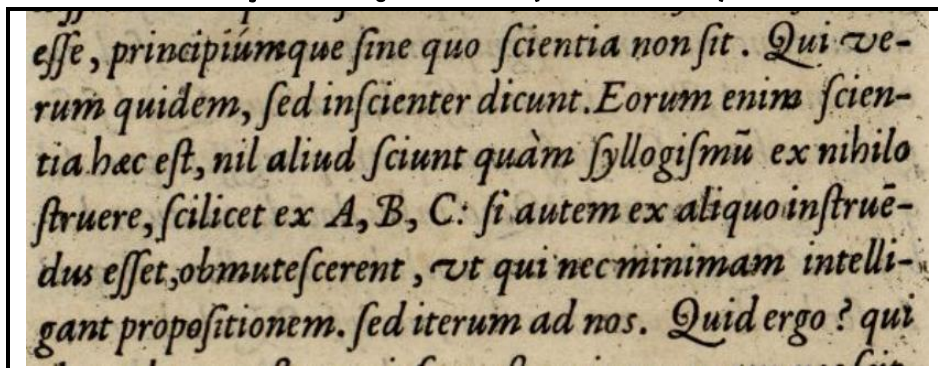 eſſe, principiúmque ſine quo ſcientia non ſit. Qui ve-
rum quidem, ſed inſcienter dicunt. Eorum enim ſcien-
tia hæc eſt, nil aliud ſciunt quàm ſyllogiſmū ex nihilo
ſtruere, ſcilicet ex A, B, C: ſi autem ex aliquo inſtruē-
dus eſſet, obmuteſcerent, vt qui nec minimam intelli-
gant propoſitionem. ſed iterum ad nos. Quid ergo? qui